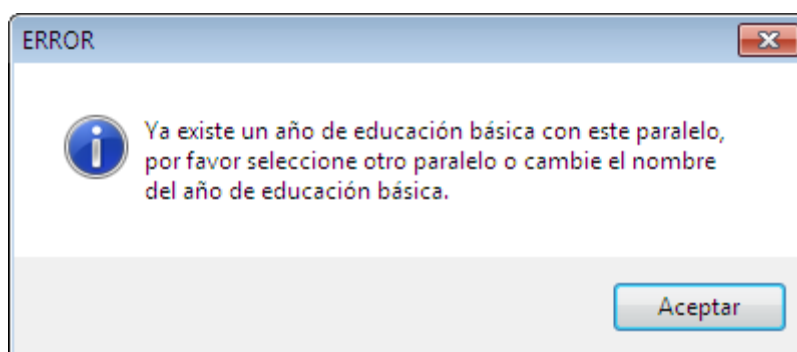 ERROR
Ya existe un año de educación básica con este paralelo,
por favor seleccione otro paralelo o cambie el nombre
del año de educación básica.
Aceptar